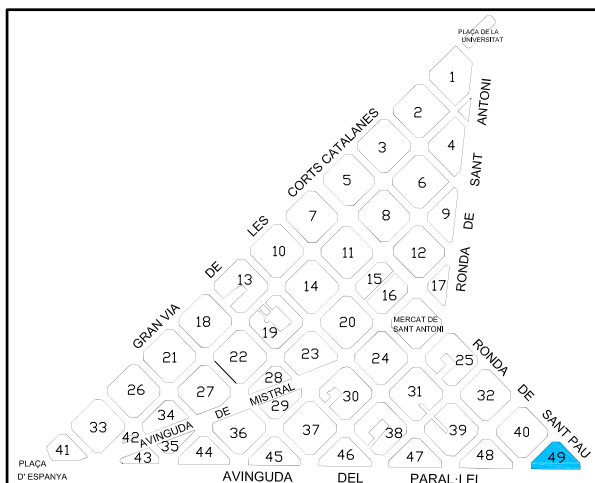 PLAÇA DE LA
UNIVERSITAT
1
2
ANTONI
CORTS CATALANES
3
4
SANT
5
6
7
8
9
DE
LES
10
11
12
RONDA
DE
13
14
15
16
17
GRAN VIA
18
19
20
MERCAT DE
SANT ANTONI
21
22
23
24
25
RONDA
26
27
28
MISTRAL
29
30
31
32
DE
33
34
DE
AVINGUDA
35
36
37
38
39
40
SANT PAU
41
42
43
44
45
46
47
48
49
PLAÇA
D' ESPANYA
AVINGUDA DEL PARAL·LEL